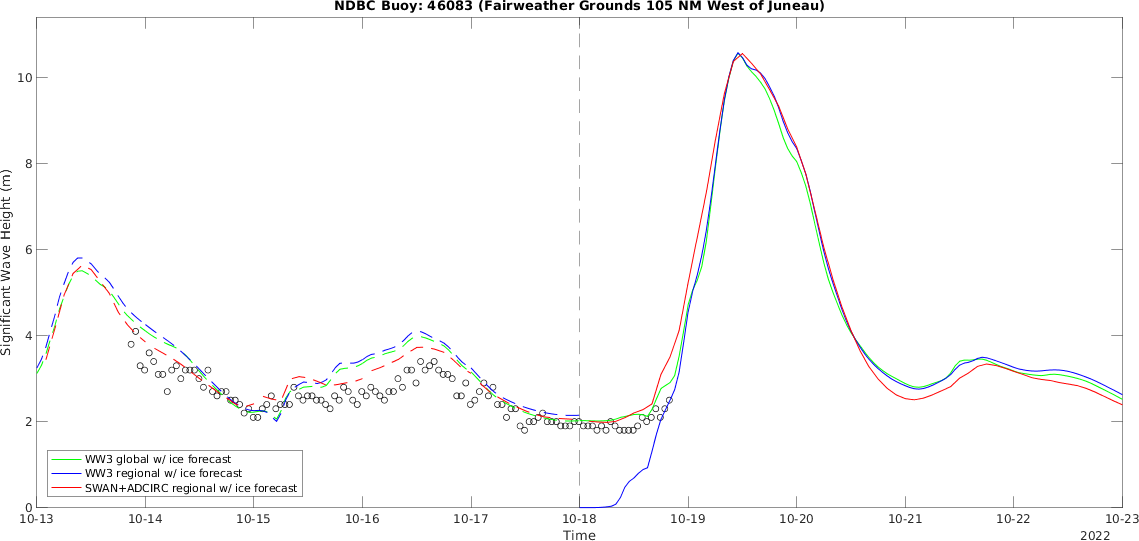 NDBC Buoy: 46083 (Fairweather Grounds 105 NM West of Juneau)
Significant Wave Height (m)
10
8
6
4
2
0
WW3 global w/ ice forecast
WW3 regional w/ ice forecast
SWAN+ADCIRC regional w/ ice forecast
10-13 10-14 10-15 10-16 10-17 10-18 10-19 10-20 10-21 10-22 10-23
Time
2022